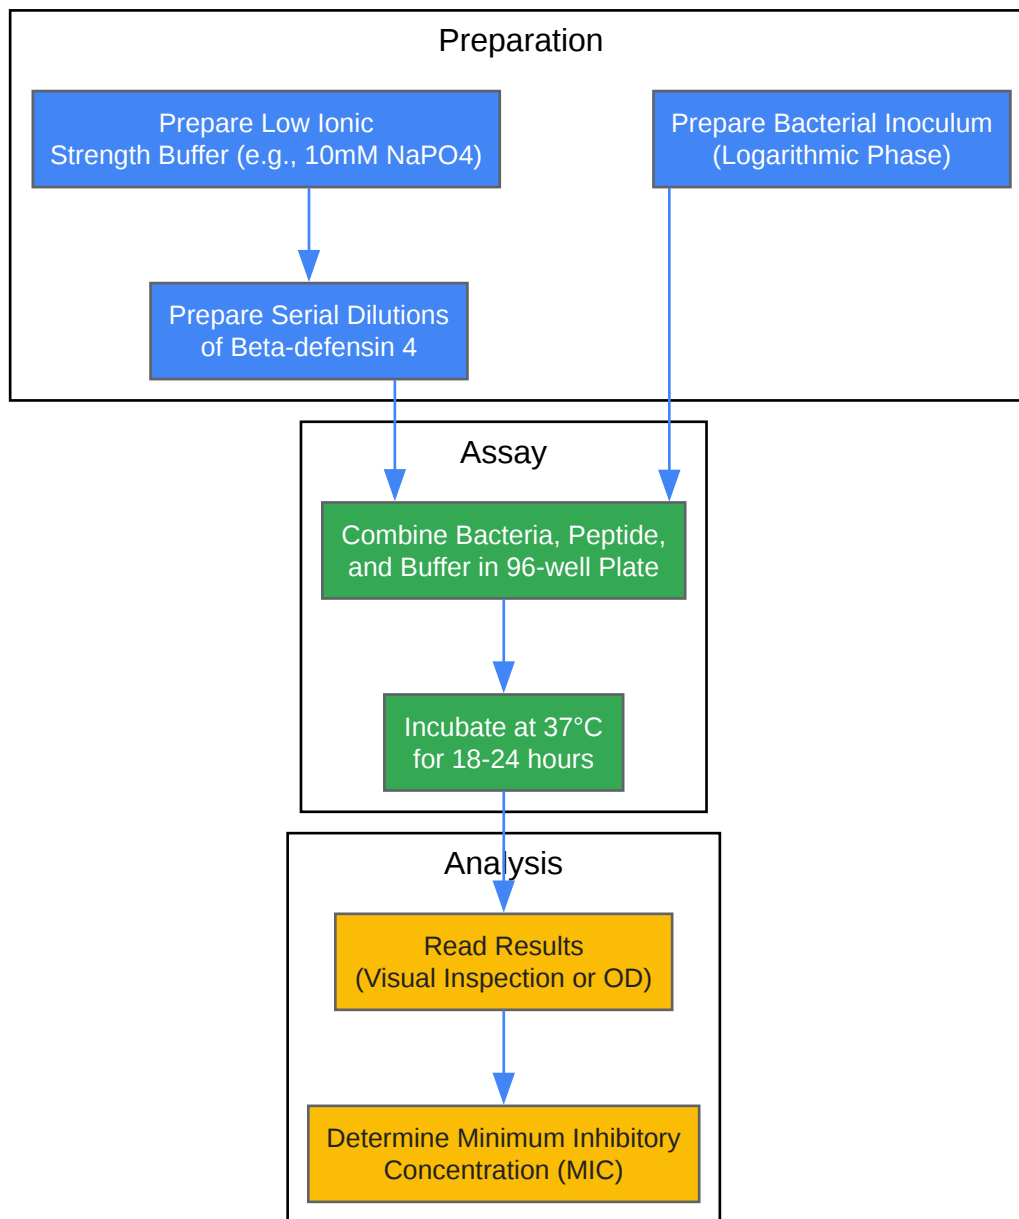 Preparation
Prepare Low Ionic
Strength Buffer (e.g., 10mM NaPO4)
Prepare Bacterial Inoculum
(Logarithmic Phase)
Prepare Serial Dilutions
of Beta-defensin 4
Assay
Combine Bacteria, Peptide,
and Buffer in 96-well Plate
Incubate at 37°C
for 18-24 hours
Analysis
Read Results
(Visual Inspection or OD)
Determine Minimum Inhibitory
Concentration (MIC)